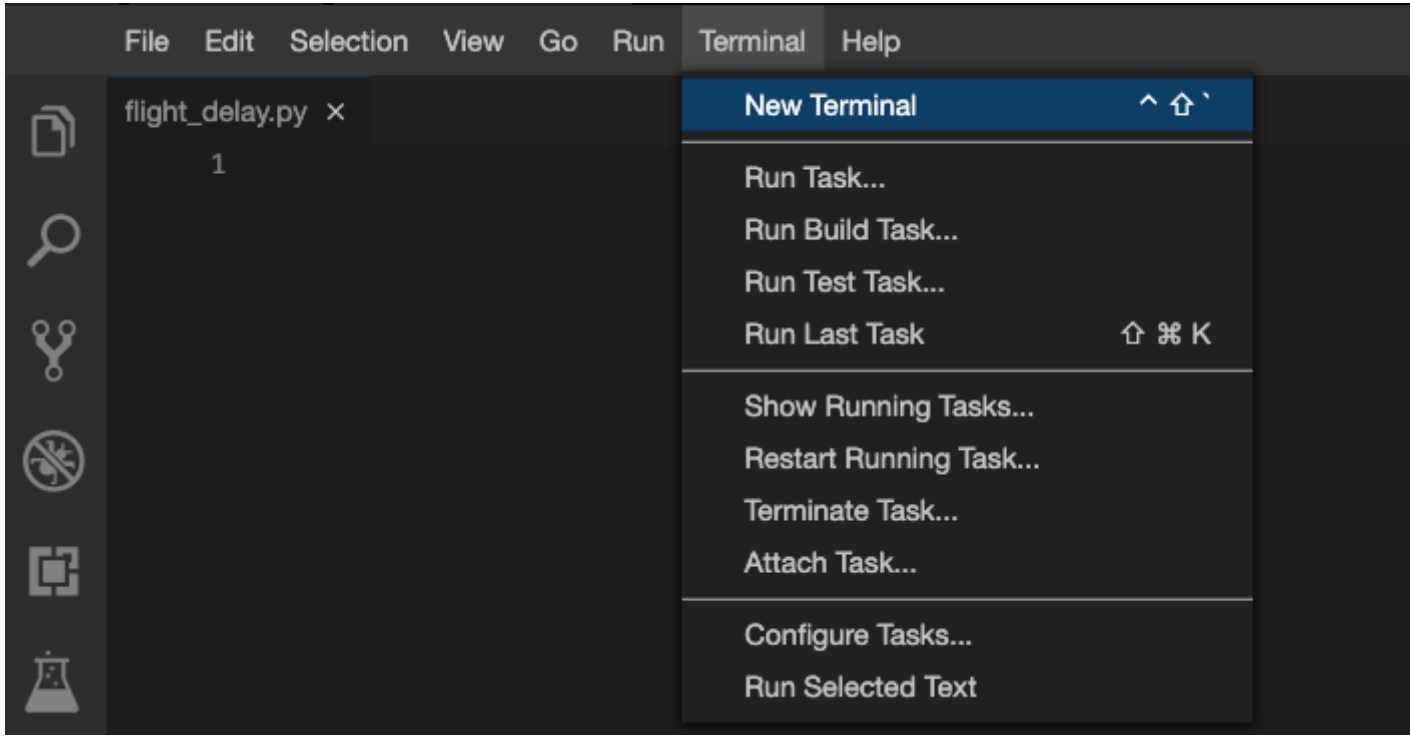 File Edit Selection View Go Run Terminal Help
flight_delay.py ×
1
New Terminal ^ ⇧ `
Run Task...
Run Build Task...
Run Test Task...
Run Last Task ⇧ ⌘ K
Show Running Tasks...
Restart Running Task...
Terminate Task...
Attach Task...
Configure Tasks...
Run Selected Text